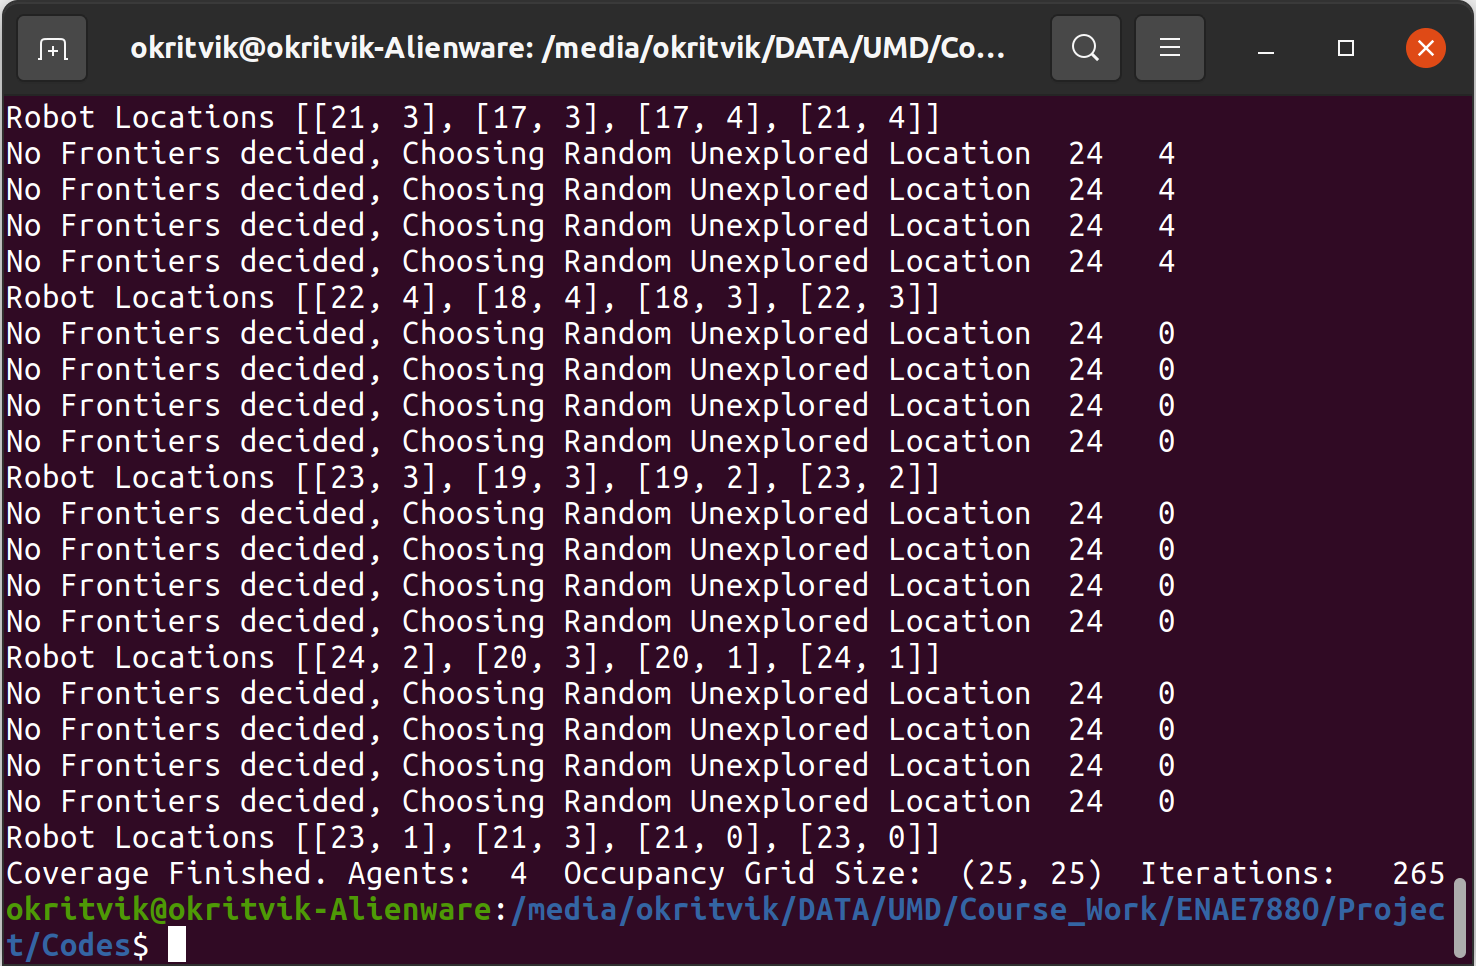 okritvik@okritvik-Alienware: /media/okritvik/DATA/UMD/Co...
Robot Locations [[21, 3], [17, 3], [17, 4], [21, 4]]
No Frontiers decided, Choosing Random Unexplored Location  24   4
No Frontiers decided, Choosing Random Unexplored Location  24   4
No Frontiers decided, Choosing Random Unexplored Location  24   4
No Frontiers decided, Choosing Random Unexplored Location  24   4
Robot Locations [[22, 4], [18, 4], [18, 3], [22, 3]]
No Frontiers decided, Choosing Random Unexplored Location  24   0
No Frontiers decided, Choosing Random Unexplored Location  24   0
No Frontiers decided, Choosing Random Unexplored Location  24   0
No Frontiers decided, Choosing Random Unexplored Location  24   0
Robot Locations [[23, 3], [19, 3], [19, 2], [23, 2]]
No Frontiers decided, Choosing Random Unexplored Location  24   0
No Frontiers decided, Choosing Random Unexplored Location  24   0
No Frontiers decided, Choosing Random Unexplored Location  24   0
No Frontiers decided, Choosing Random Unexplored Location  24   0
Robot Locations [[24, 2], [20, 3], [20, 1], [24, 1]]
No Frontiers decided, Choosing Random Unexplored Location  24   0
No Frontiers decided, Choosing Random Unexplored Location  24   0
No Frontiers decided, Choosing Random Unexplored Location  24   0
No Frontiers decided, Choosing Random Unexplored Location  24   0
Robot Locations [[23, 1], [21, 3], [21, 0], [23, 0]]
Coverage Finished. Agents:  4  Occupancy Grid Size:  (25, 25)  Iterations:   265
okritvik@okritvik-Alienware:/media/okritvik/DATA/UMD/Course_Work/ENAE788O/Projec
t/Codes$